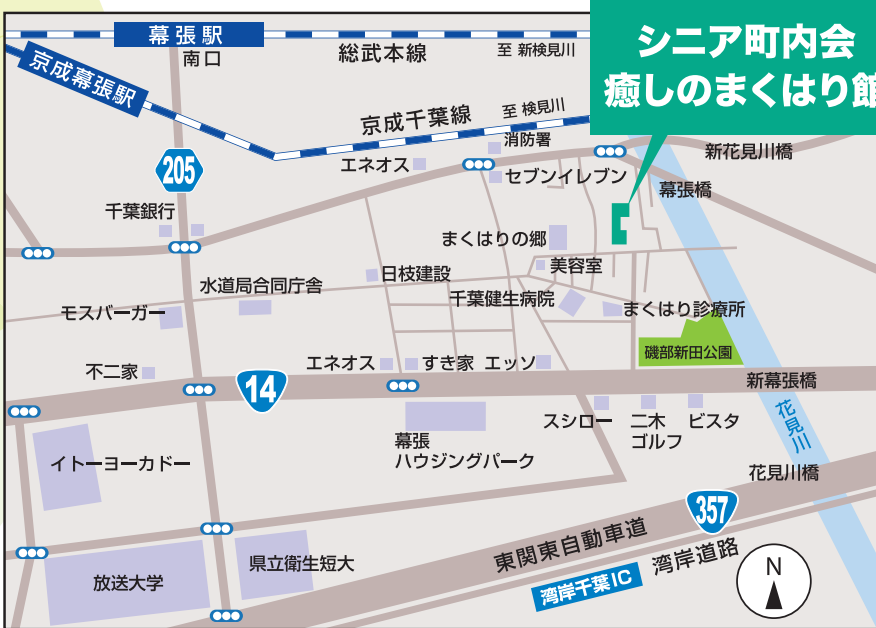 シニア町内会
癒しのまくはり館
幕張駅
南口
総武本線
至 新検見川
京成幕張駅
京成千葉線
至 検見川
消防署
エネオス
セブンイレブン
新花見川橋
幕張橋
205
千葉銀行
まくはりの郷
美容室
日枝建設
水道局合同庁舎
千葉健生病院
まくはり診療所
モスバーガー
磯部新田公園
不二家
エネオス
すき家
エッソ
新幕張橋
14
スシロー
二木
ゴルフ
ビスタ
花見川
幕張
ハウジングパーク
イトーヨーカドー
花見川橋
357
東関東自動車道
湾岸道路
県立衛生短大
放送大学
湾岸千葉IC
N